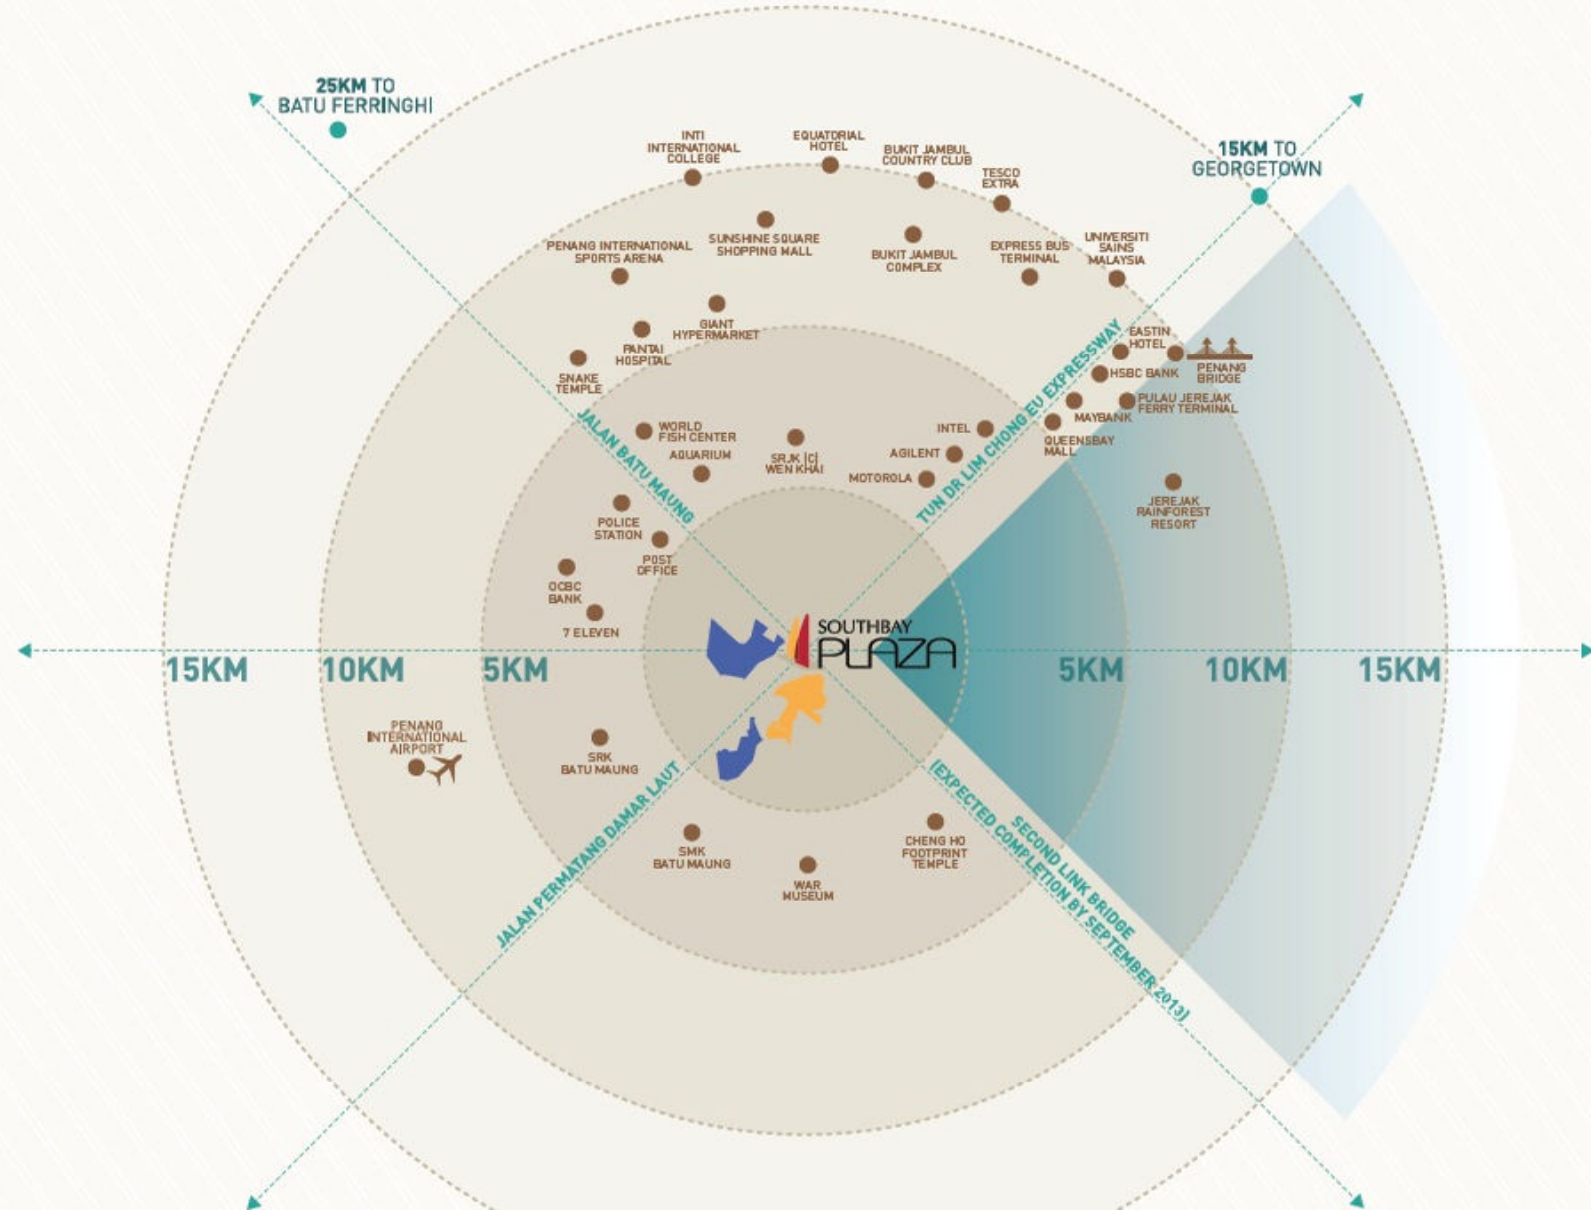 25KM TO
BATU FERRINGHI
15KM TO
GEORGETOWN
INTI
INTERNATIONAL
COLLEGE
EQUATORIAL
HOTEL
BUKIT JAMBUL
COUNTRY CLUB
TESCO
EXTRA
PENANG INTERNATIONAL
SPORTS ARENA
SUNSHINE SQUARE
SHOPPING MALL
BUKIT JAMBUL
COMPLEX
EXPRESS BUS
TERMINAL
UNIVERSITI
SAINS
MALAYSIA
GIANT
HYPERMARKET
PANTAI
HOSPITAL
SNAKE
TEMPLE
EASTIN
HOTEL
PENANG
BRIDGE
HSBC BANK
PULAU JEREJAK
FERRY TERMINAL
MAYBANK
QUEENSBAY
MALL
JALAN BATU MAUNG
TUN DR LIM CHONG EU EXPRESSWAY
WORLD
FISH CENTER
AQUARIUM
SRJK (C)
WEN KHAI
INTEL
AGILENT
MOTOROLA
JEREJAK
RAINFOREST
RESORT
POLICE
STATION
POST
OFFICE
OCBC
BANK
7 ELEVEN
SOUTHBAY
PLAZA
15KM
10KM
5KM
5KM
10KM
15KM
PENANG
INTERNATIONAL
AIRPORT
SRK
BATU MAUNG
SMK
BATU MAUNG
WAR
MUSEUM
CHENG HO
FOOTPRINT
TEMPLE
JALAN PERMATANG DAMAR LAUT
SECOND LINK BRIDGE
(EXPECTED COMPLETION BY SEPTEMBER 2013)